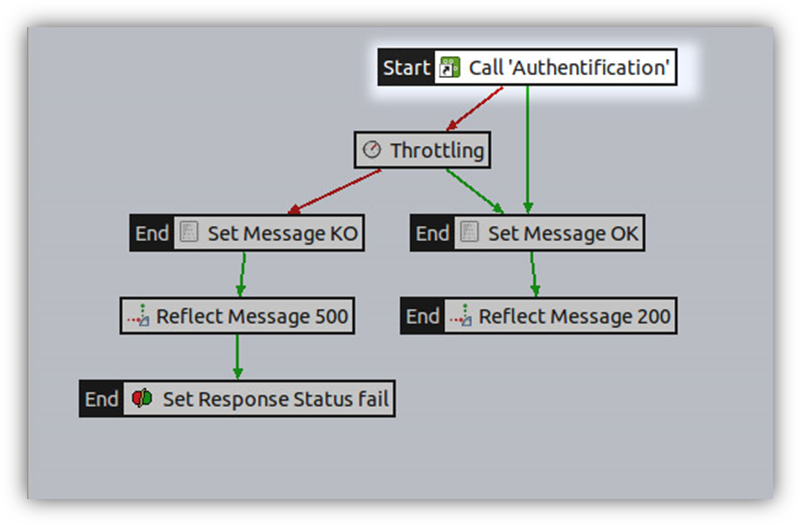 Start Call 'Authentification'
Throttling
End Set Message KO
End Set Message OK
Reflect Message 500
End Reflect Message 200
End Set Response Status fail